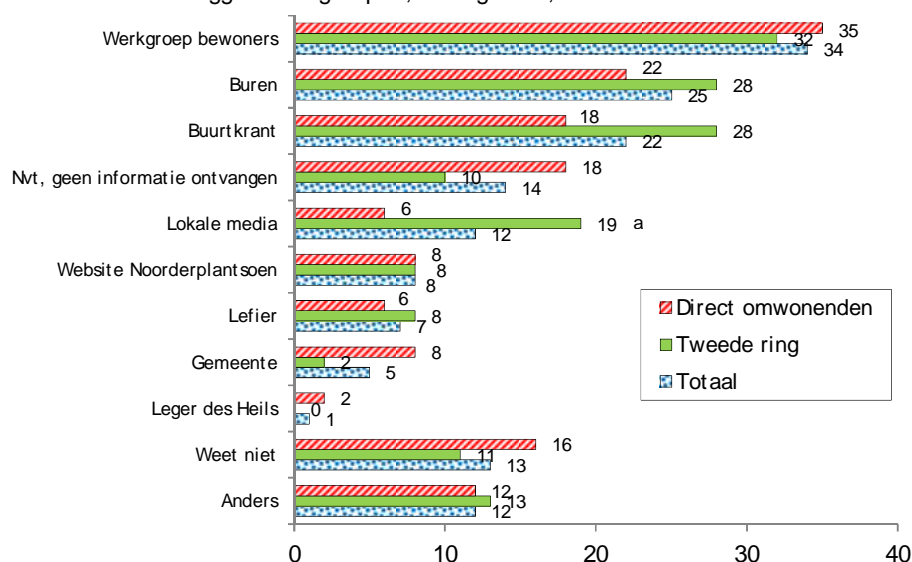 Werkgroep bewoners 35
32
34
Buren 22
28
25
Buurtkrant 18
28
22
Nvt, geen informatie ontvangen 18
10
14
Lokale media 6
19 a
12
Website Noorderplantsoen 8
8
8
Lefier 6
8
7
Gemeente 8
2
5
Leger des Heils 2
0
1
Weet niet 16
11
13
Anders 12
13
12
Direct omwonenden
Tweede ring
Totaal
0 10 20 30 40